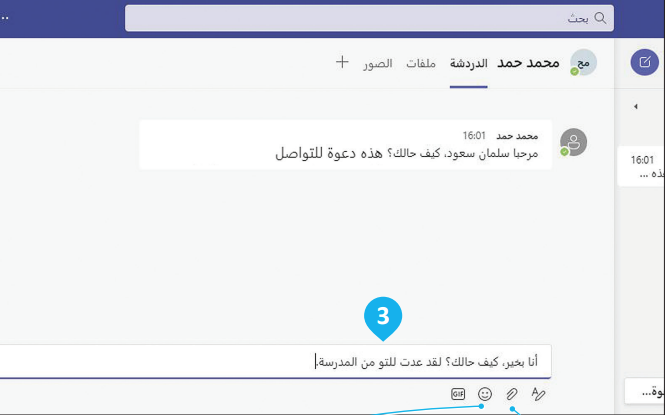 بحث
مح محمد حمد الدردشة ملفات الصور
16:01
محمد حمد 16:01
مرحبا سلمان سعود، كيف حالك؟ هذه دعوة للتواصل
3
أنا بخير، كيف حالك؟ لقد عدت للتو من المدرسة.
GIF